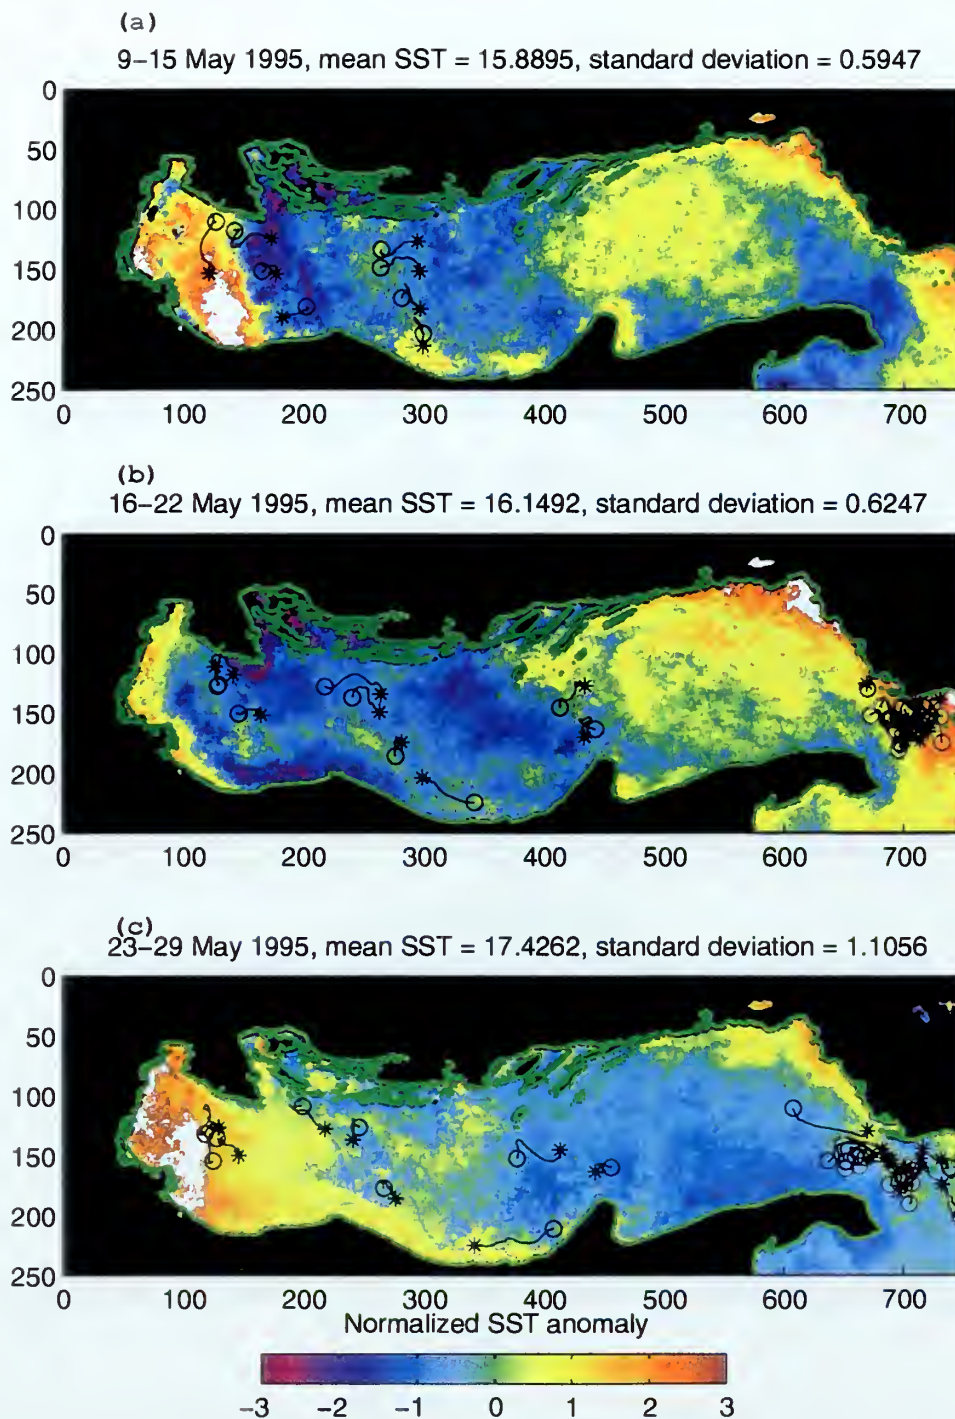 (a)
9–15 May 1995, mean SST = 15.8895, standard deviation = 0.5947
0
50
100
150
200
250
0 100 200 300 400 500 600 700
(b)
16–22 May 1995, mean SST = 16.1492, standard deviation = 0.6247
0
50
100
150
200
250
0 100 200 300 400 500 600 700
(c)
23–29 May 1995, mean SST = 17.4262, standard deviation = 1.1056
0
50
100
150
200
250
0 100 200 300 400 500 600 700
Normalized SST anomaly
−3 −2 −1 0 1 2 3